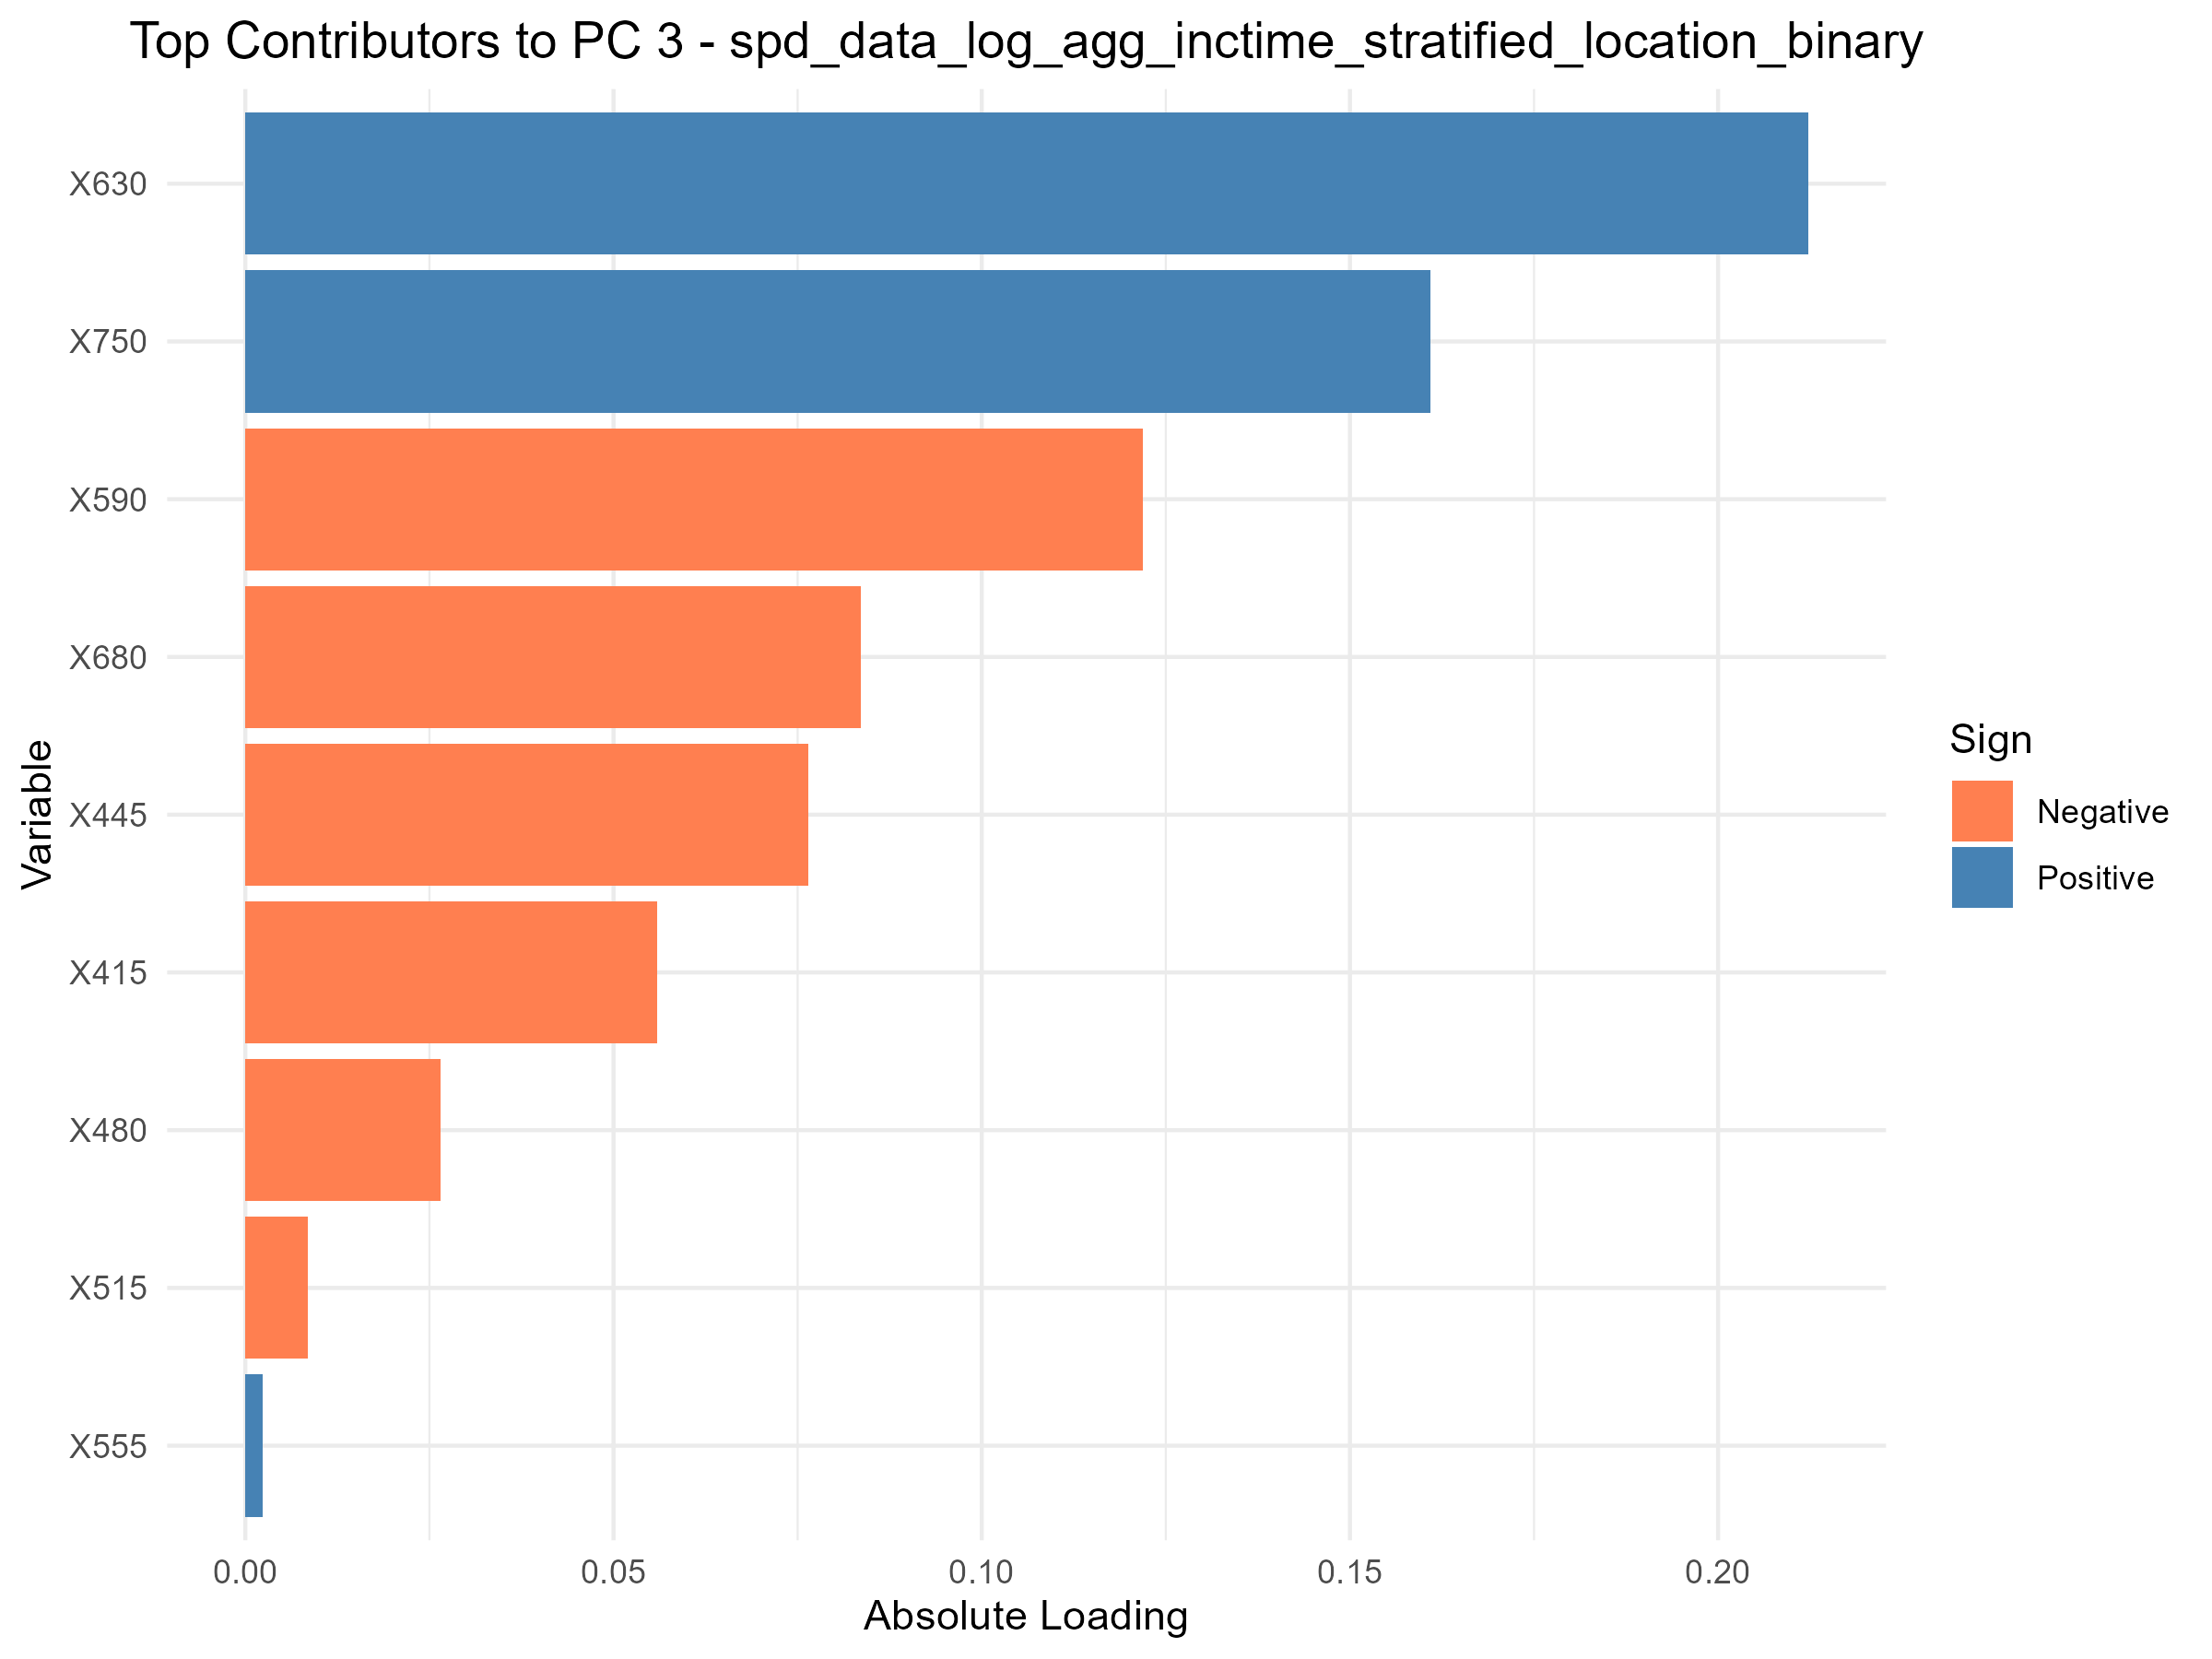 Top Contributors to PC 3 - spd_data_log_agg_inctime_stratified_location_binary
X630
X750
X590
X680
X445
X415
X480
X515
X555
Variable
0.00 0.05 0.10 0.15 0.20
Absolute Loading
Sign
Negative
Positive